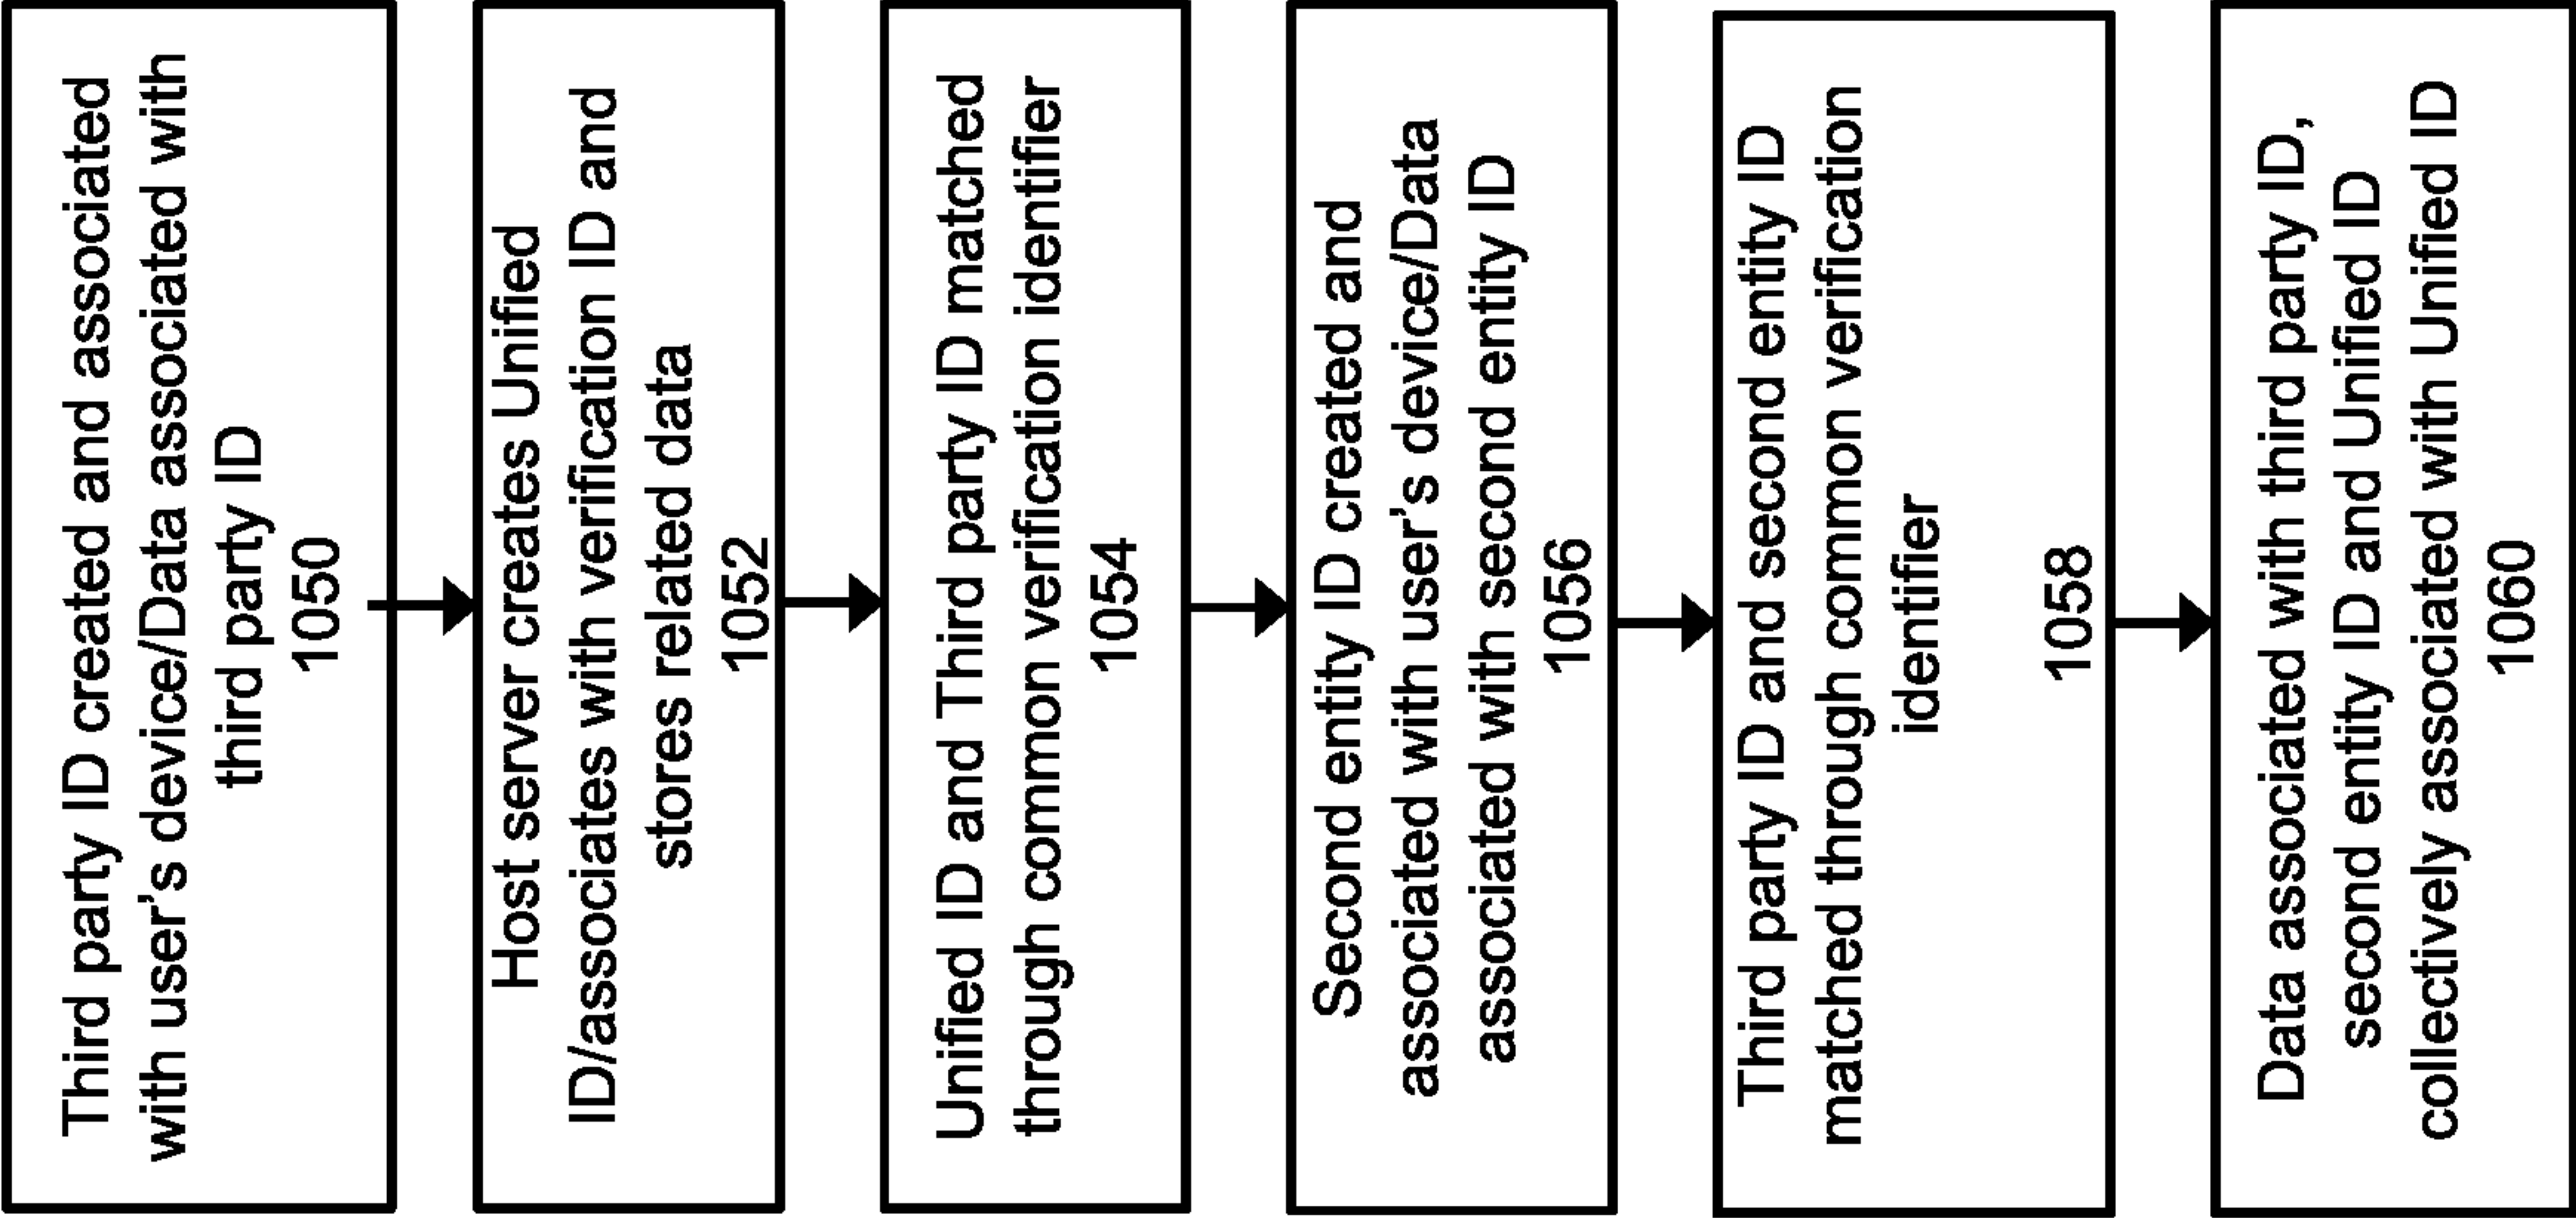 Third party ID created and associated
with user's device/Data associated with
third party ID
1050
Host server creates Unified
ID/associates with verification ID and
stores related data
1052
Unified ID and Third party ID matched
through common verification identifier
1054
Second entity ID created and
associated with user's device/Data
associated with second entity ID
1056
Third party ID and second entity ID
matched through common verification
identifier
1058
Data associated with third party ID,
second entity ID and Unified ID
collectively associated with Unified ID
1060